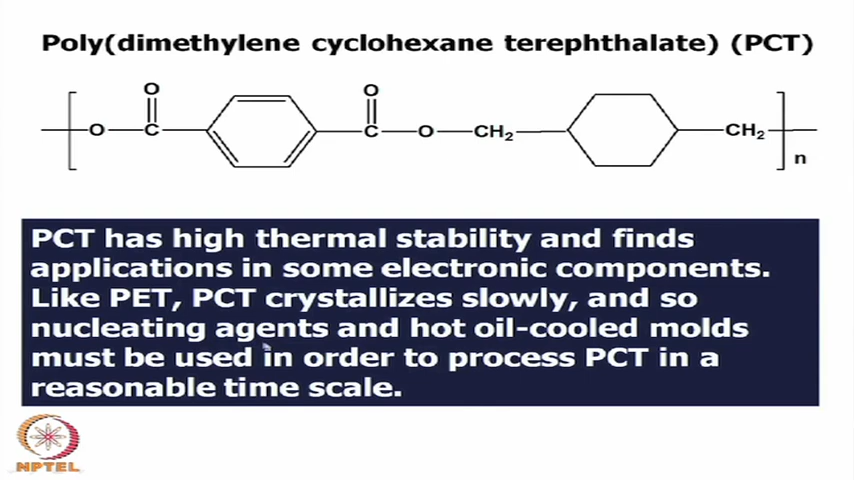 Poly(dimethylene cyclohexane terephthalate) (PCT)
O O
O C C O CH2 CH2
n
PCT has high thermal stability and finds
applications in some electronic components.
Like PET, PCT crystallizes slowly, and so
nucleating agents and hot oil-cooled molds
must be used in order to process PCT in a
reasonable time scale.
NPTEL